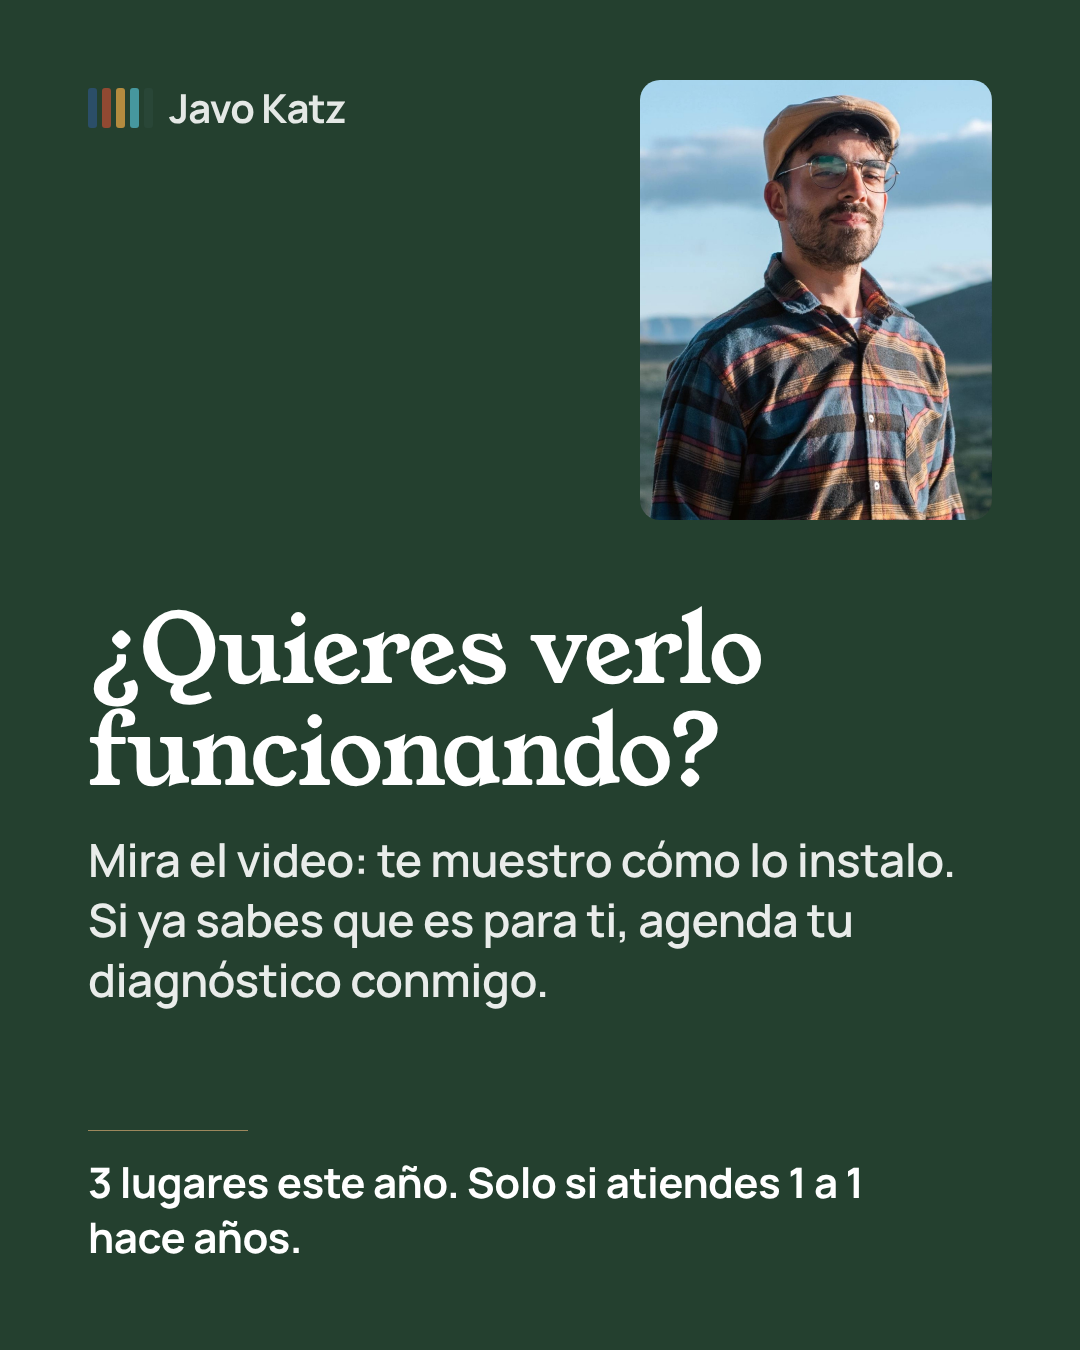 Javo Katz
¿Quieres verlo
funcionando?
Mira el video: te muestro cómo lo instalo.
Si ya sabes que es para ti, agenda tu
diagnóstico conmigo.
3 lugares este año. Solo si atiendes 1 a 1
hace años.